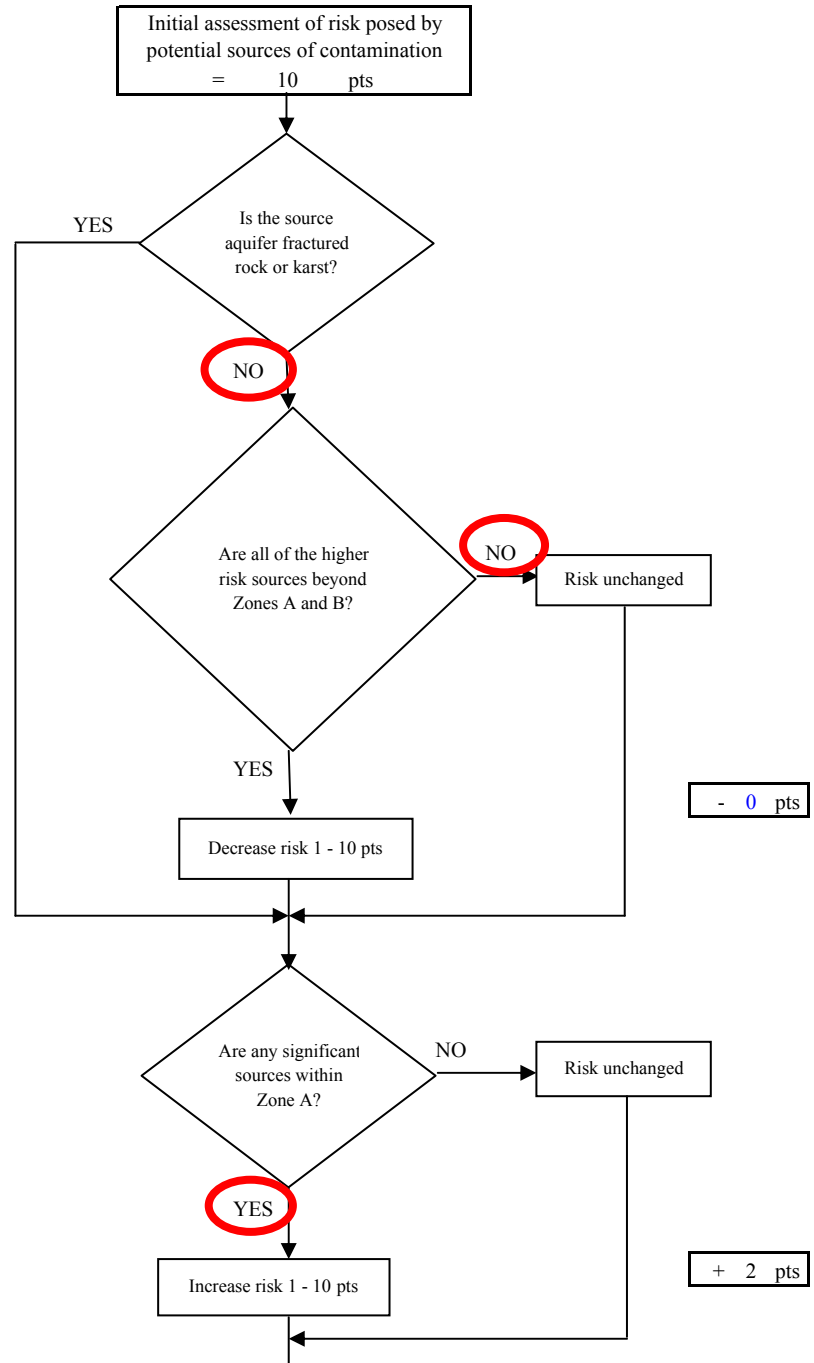 Initial assessment of risk posed by
potential sources of contamination
= 10 pts
YES
Is the source
aquifer fractured
rock or karst?
NO
Are all of the higher
risk sources beyond
Zones A and B?
NO
Risk unchanged
YES
- 0 pts
Decrease risk 1 - 10 pts
Are any significant
sources within
Zone A?
NO
Risk unchanged
YES
+ 2 pts
Increase risk 1 - 10 pts